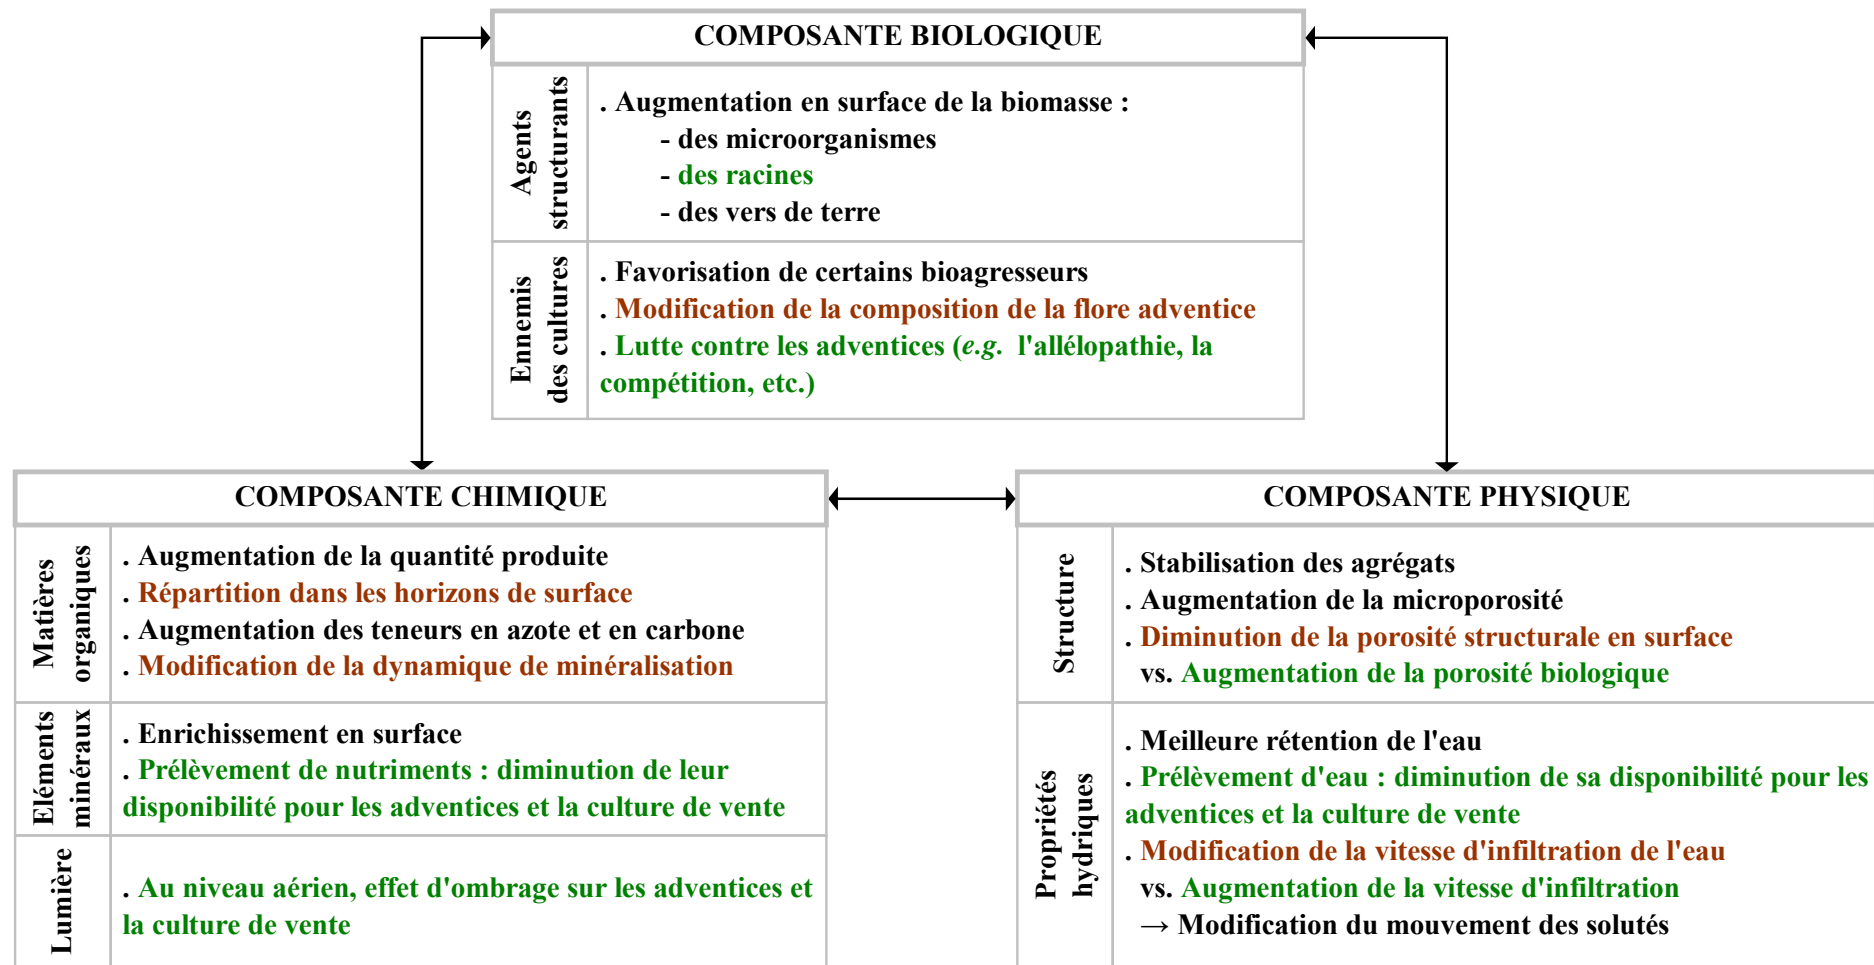 COMPOSANTE BIOLOGIQUE
Agents
structurants
. Augmentation en surface de la biomasse :
- des microorganismes
- des racines
- des vers de terre
Ennemis
des cultures
. Favorisation de certains bioagresseurs
. Modification de la composition de la flore adventice
. Lutte contre les adventices (e.g. l'allélopathie, la
compétition, etc.)
COMPOSANTE CHIMIQUE
Matières
organiques
. Augmentation de la quantité produite
. Répartition dans les horizons de surface
. Augmentation des teneurs en azote et en carbone
. Modification de la dynamique de minéralisation
Eléments
minéraux
. Enrichissement en surface
. Prélèvement de nutriments : diminution de leur
disponibilité pour les adventices et la culture de vente
Lumière
. Au niveau aérien, effet d'ombrage sur les adventices et
la culture de vente
COMPOSANTE PHYSIQUE
Structure
. Stabilisation des agrégats
. Augmentation de la microporosité
. Diminution de la porosité structurale en surface
vs. Augmentation de la porosité biologique
Propriétés
hydriques
. Meilleure rétention de l'eau
. Prélèvement d'eau : diminution de sa disponibilité pour les
adventices et la culture de vente
. Modification de la vitesse d'infiltration de l'eau
vs. Augmentation de la vitesse d'infiltration
→ Modification du mouvement des solutés